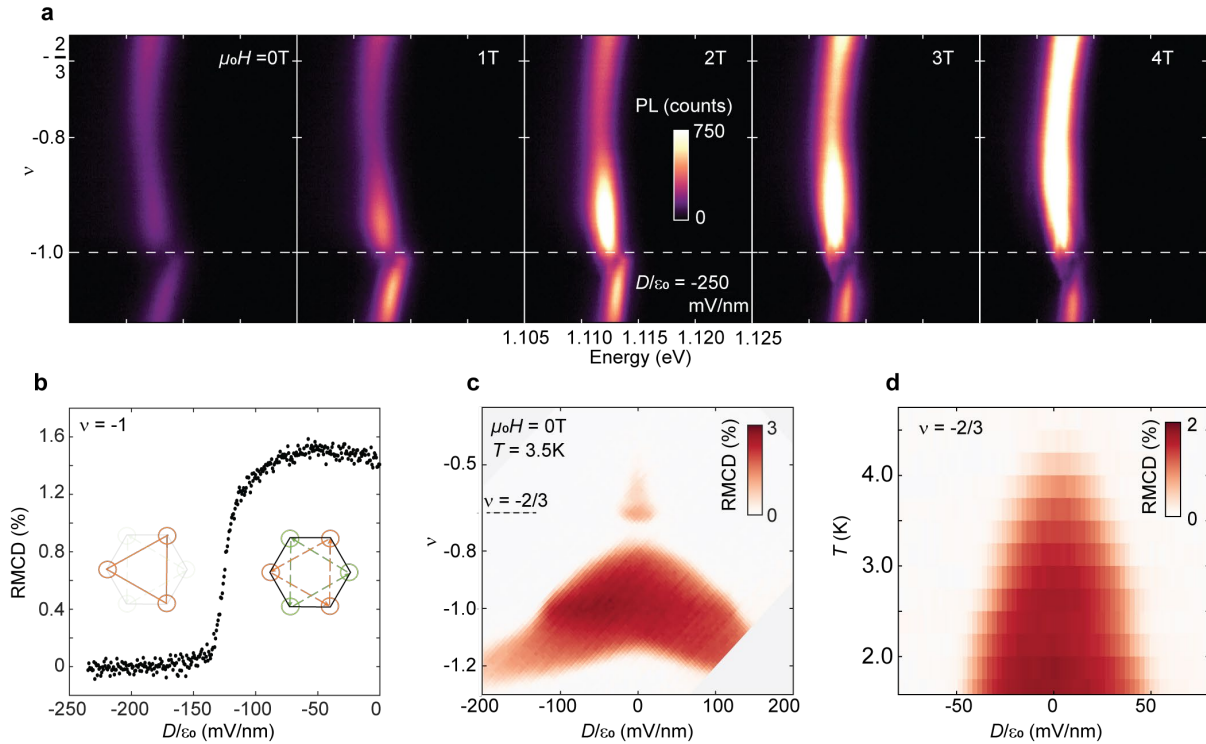 a
2
3
-0.8
ν
-1.0
μ₀H =0T
1T
2T
3T
4T
PL (counts)
750
0
D/ε₀ = -250
mV/nm
1.105
1.110
1.115
1.120
1.125
Energy (eV)
b
ν = -1
1.6
1.2
0.8
0.4
0
RMCD (%)
-250
-200
-150
-100
-50
0
D/ε₀ (mV/nm)
c
μ₀H = 0T
T = 3.5K
RMCD (%)
3
0
-0.5
ν = -2/3
-0.8
ν
-1.0
-1.2
-200
-100
0
100
200
D/ε₀ (mV/nm)
d
ν = -2/3
RMCD (%)
2
0
4.0
T (K)
3.0
2.0
-50
0
50
D/ε₀ (mV/nm)